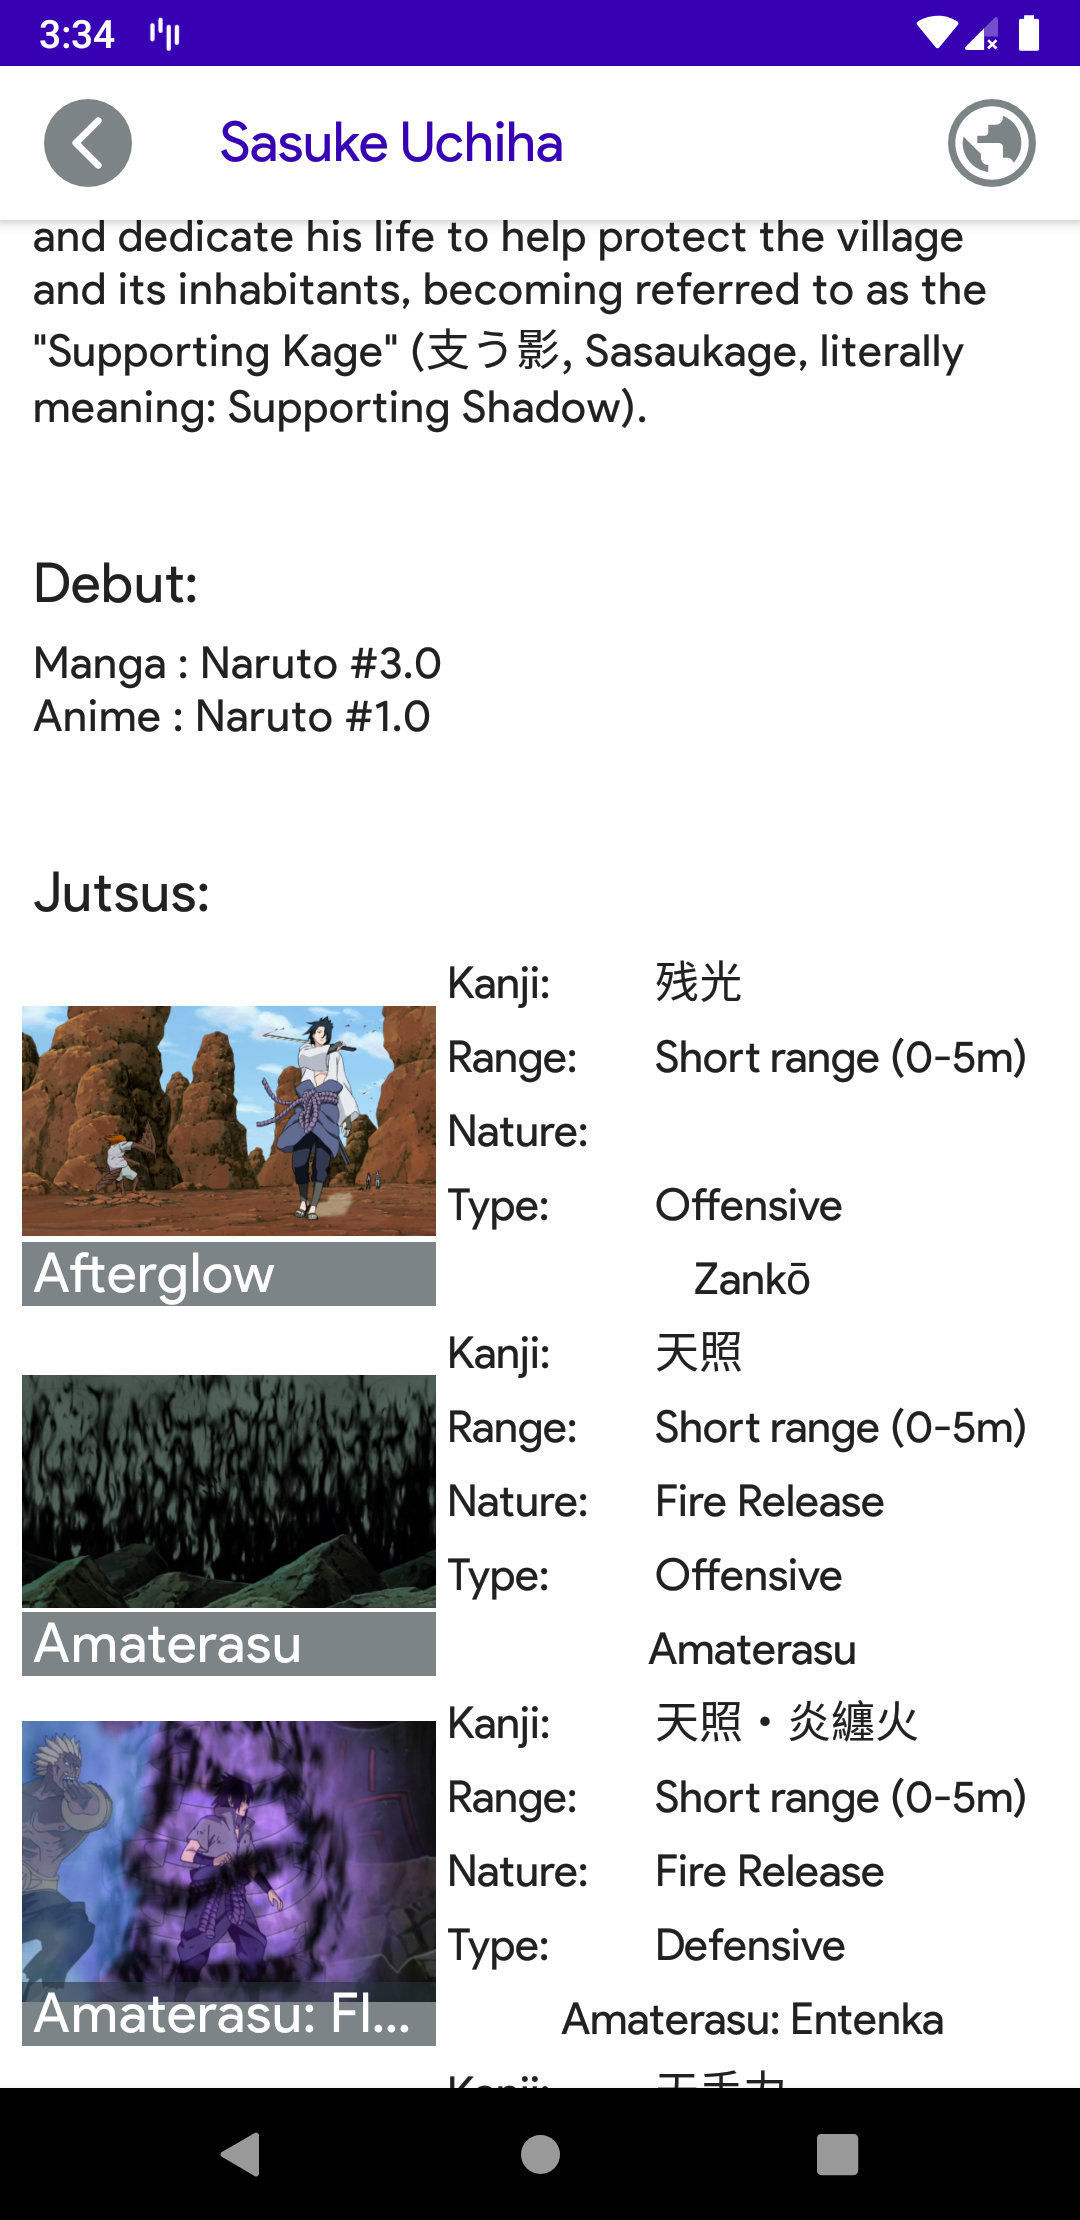 3:34
Sasuke Uchiha
and dedicate his life to help protect the village
and its inhabitants, becoming referred to as the
"Supporting Kage" (支う影, Sasaukage, literally
meaning: Supporting Shadow).
Debut:
Manga : Naruto #3.0
Anime : Naruto #1.0
Jutsus:
Kanji: 残光
Range: Short range (0-5m)
Nature:
Type: Offensive
Afterglow
Zankō
Kanji: 天照
Range: Short range (0-5m)
Nature: Fire Release
Type: Offensive
Amaterasu
Amaterasu
Kanji: 天照・炎纏火
Range: Short range (0-5m)
Nature: Fire Release
Type: Defensive
Amaterasu: Fl...
Amaterasu: Entenka
Kanji: